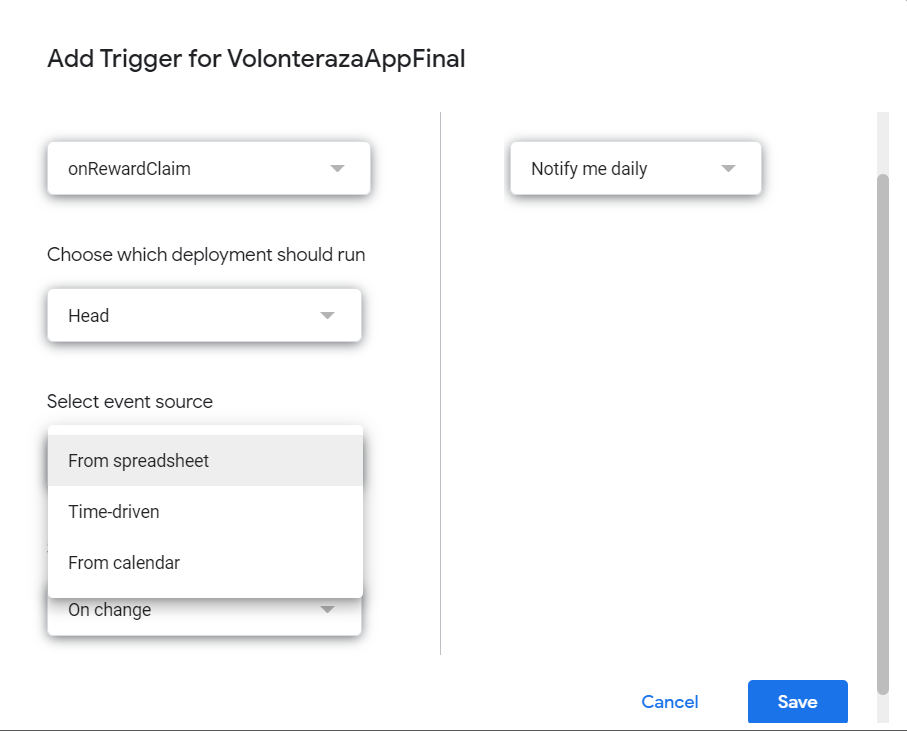 Add Trigger for VolonterazaAppFinal
onRewardClaim
Notify me daily
Choose which deployment should run
Head
Select event source
From spreadsheet
Time-driven
From calendar
On change
Cancel
Save